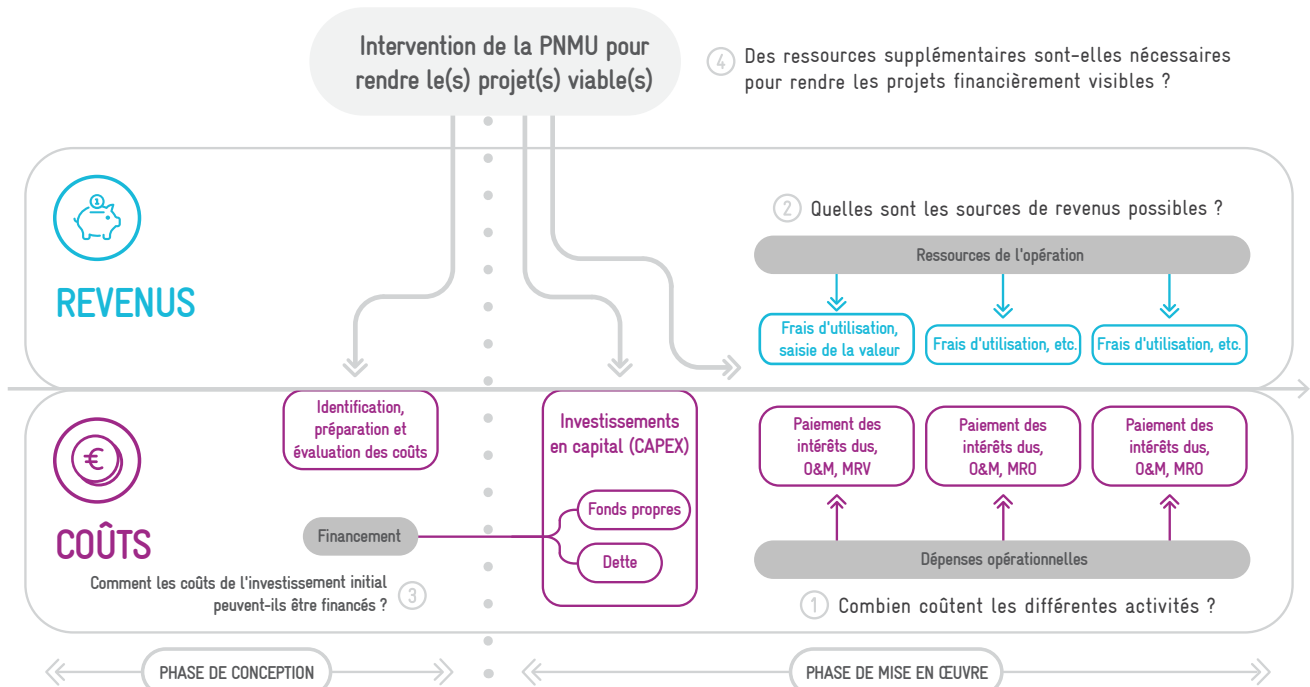 Intervention de la PNMU pour
rendre le(s) projet(s) viable(s)
4 Des ressources supplémentaires sont-elles nécessaires
pour rendre les projets financièrement visibles ?
1
REVENUS
2 Quelles sont les sources de revenus possibles ?
Ressources de l'opération
Frais d'utilisation,
saisie de la valeur
Frais d'utilisation, etc.
Frais d'utilisation, etc.
€
COÛTS
Identification,
préparation et
évaluation des coûts
Investissements
en capital (CAPEX)
Fonds propres
Dette
Financement
Comment les coûts de l'investissement initial
peuvent-ils être financés ? 3
Paiement des
intérêts dus,
O&M, MRV
Paiement des
intérêts dus,
O&M, MRO
Paiement des
intérêts dus,
O&M, MRO
Dépenses opérationnelles
1 Combien coûtent les différentes activités ?
PHASE DE CONCEPTION
PHASE DE MISE EN ŒUVRE